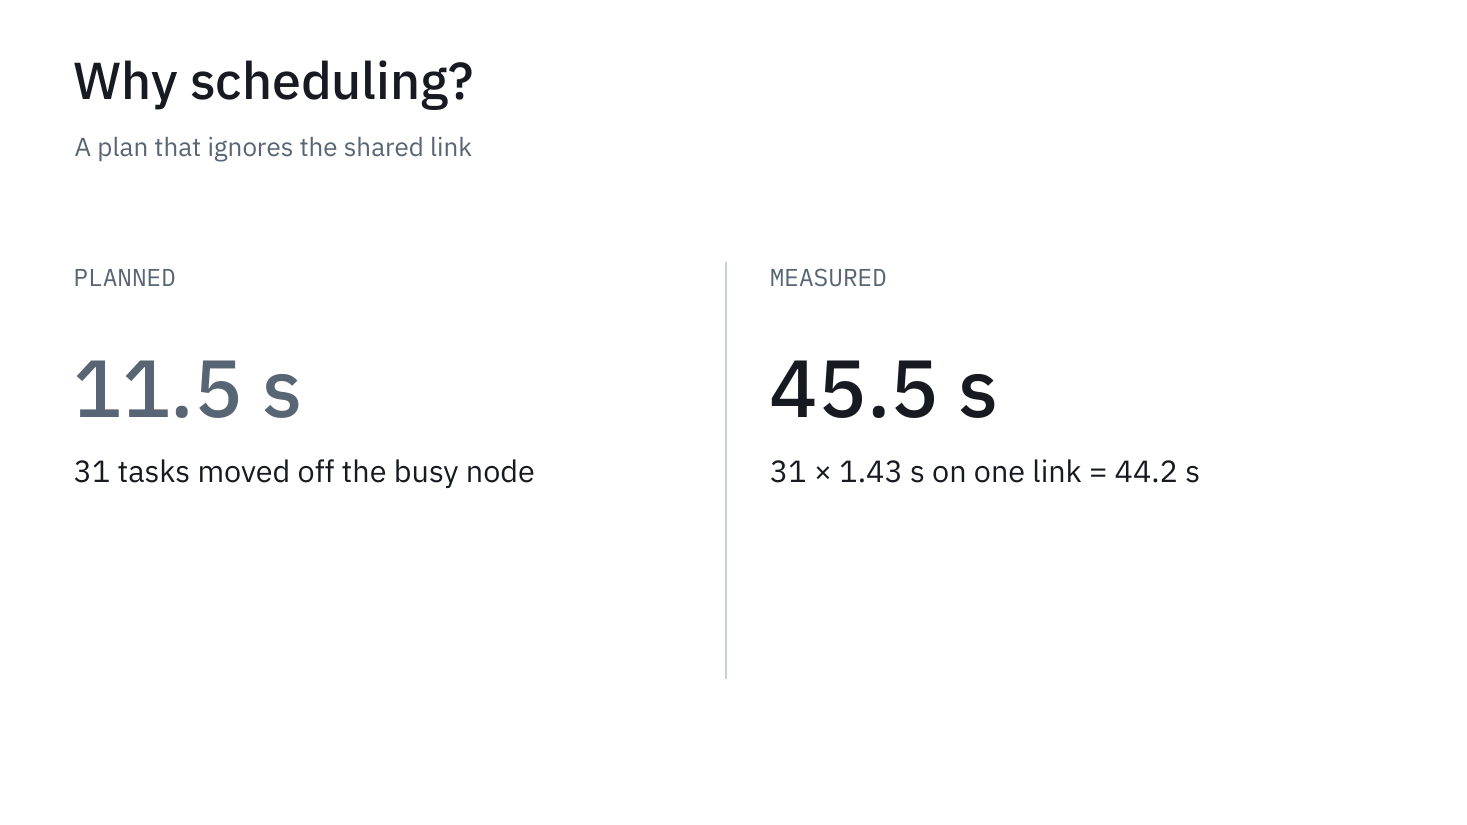 Why scheduling?
A plan that ignores the shared link
PLANNED
11.5 s
31 tasks moved off the busy node
MEASURED
45.5 s
31 × 1.43 s on one link = 44.2 s